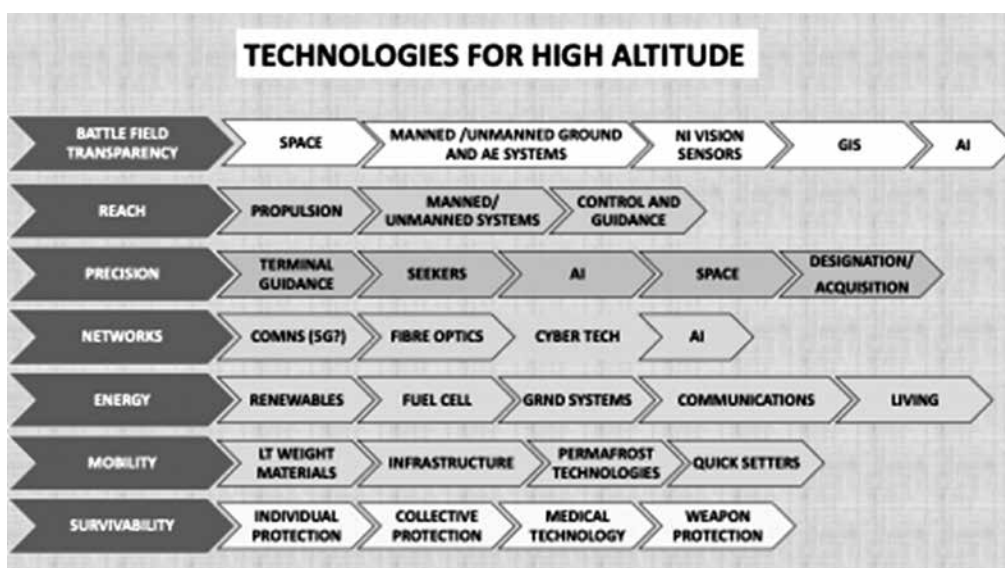 TECHNOLOGIES FOR HIGH ALTITUDE
BATTLE FIELD
TRANSPARENCY
SPACE
MANNED /UNMANNED GROUND
AND AE SYSTEMS
NI VISION
SENSORS
GIS
AI
REACH
PROPULSION
MANNED/
UNMANNED SYSTEMS
CONTROL AND
GUIDANCE
PRECISION
TERMINAL
GUIDANCE
SEEKERS
AI
SPACE
DESIGNATION/
ACQUISITION
NETWORKS
COMNS (5G?)
FIBRE OPTICS
CYBER TECH
AI
ENERGY
RENEWABLES
FUEL CELL
GRND SYSTEMS
COMMUNICATIONS
LIVING
MOBILITY
LT WEIGHT
MATERIALS
INFRASTRUCTURE
PERMAFROST
TECHNOLOGIES
QUICK SETTERS
SURVIVABILITY
INDIVIDUAL
PROTECTION
COLLECTIVE
PROTECTION
MEDICAL
TECHNOLOGY
WEAPON
PROTECTION